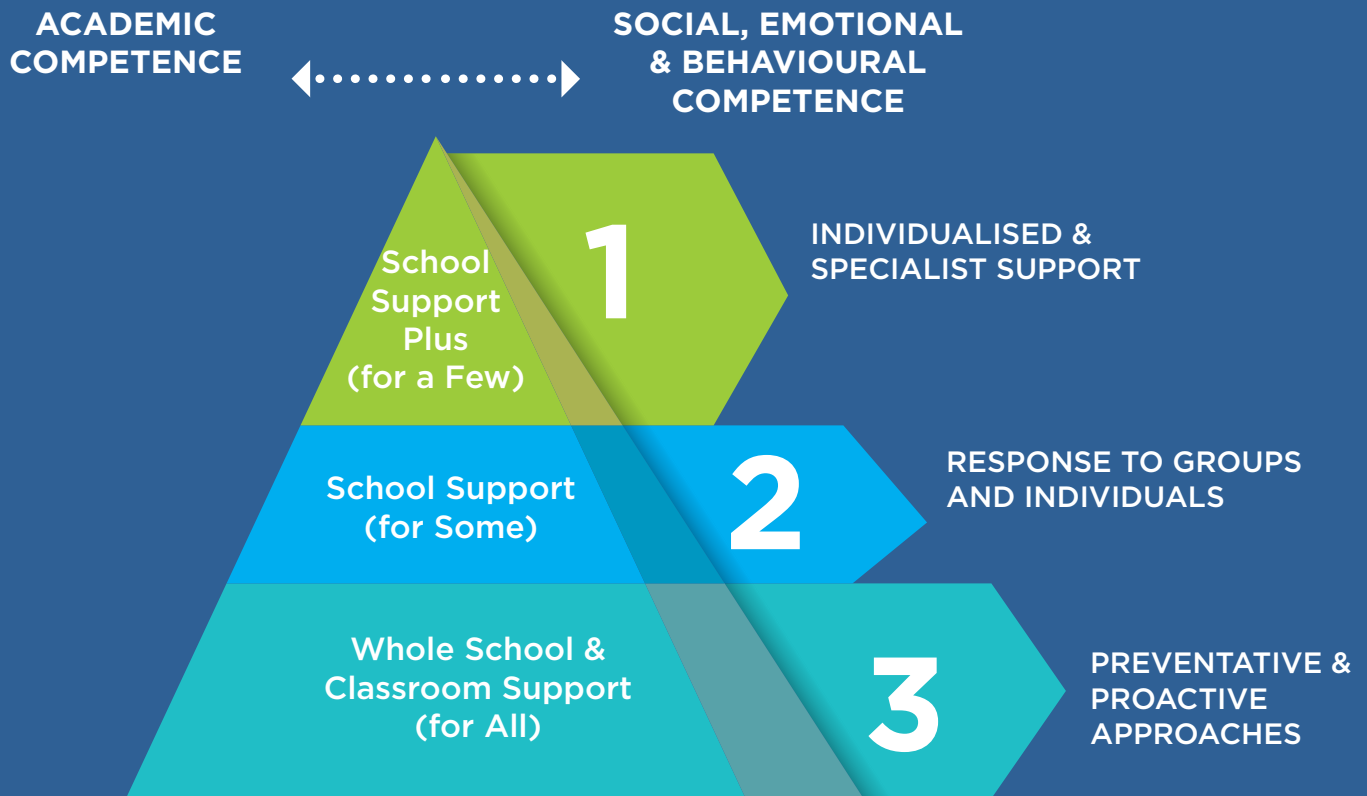 ACADEMIC
COMPETENCE
SOCIAL, EMOTIONAL
& BEHAVIOURAL
COMPETENCE
School
Support
Plus
(for a Few)
1
INDIVIDUALISED &
SPECIALIST SUPPORT
School Support
(for Some)
2
RESPONSE TO GROUPS
AND INDIVIDUALS
Whole School &
Classroom Support
(for All)
3
PREVENTATIVE &
PROACTIVE
APPROACHES